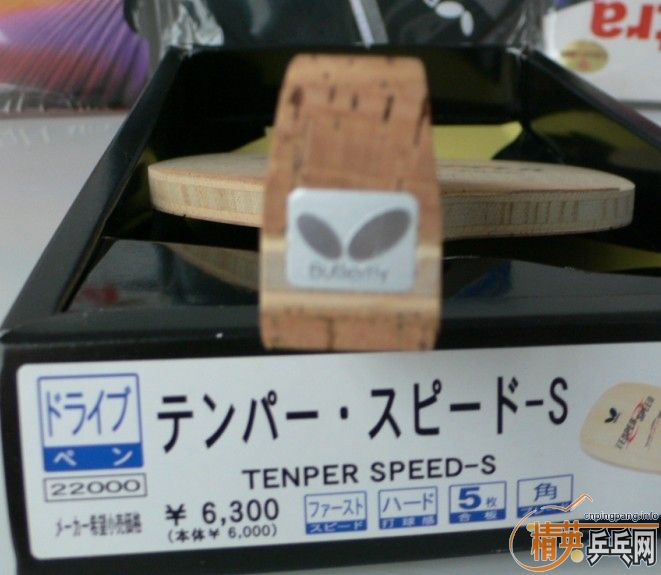 tra
Butterfly
ドライブ
ペン
22000
テンパー・スピード-S
TENPER SPEED-S
メーカー希望小売価格
¥ 6,300
(本体¥ 6,000)
ファースト
スピード
ハード
打球感
5枚
合板
角
cnpingpang.info
精英乒乓网